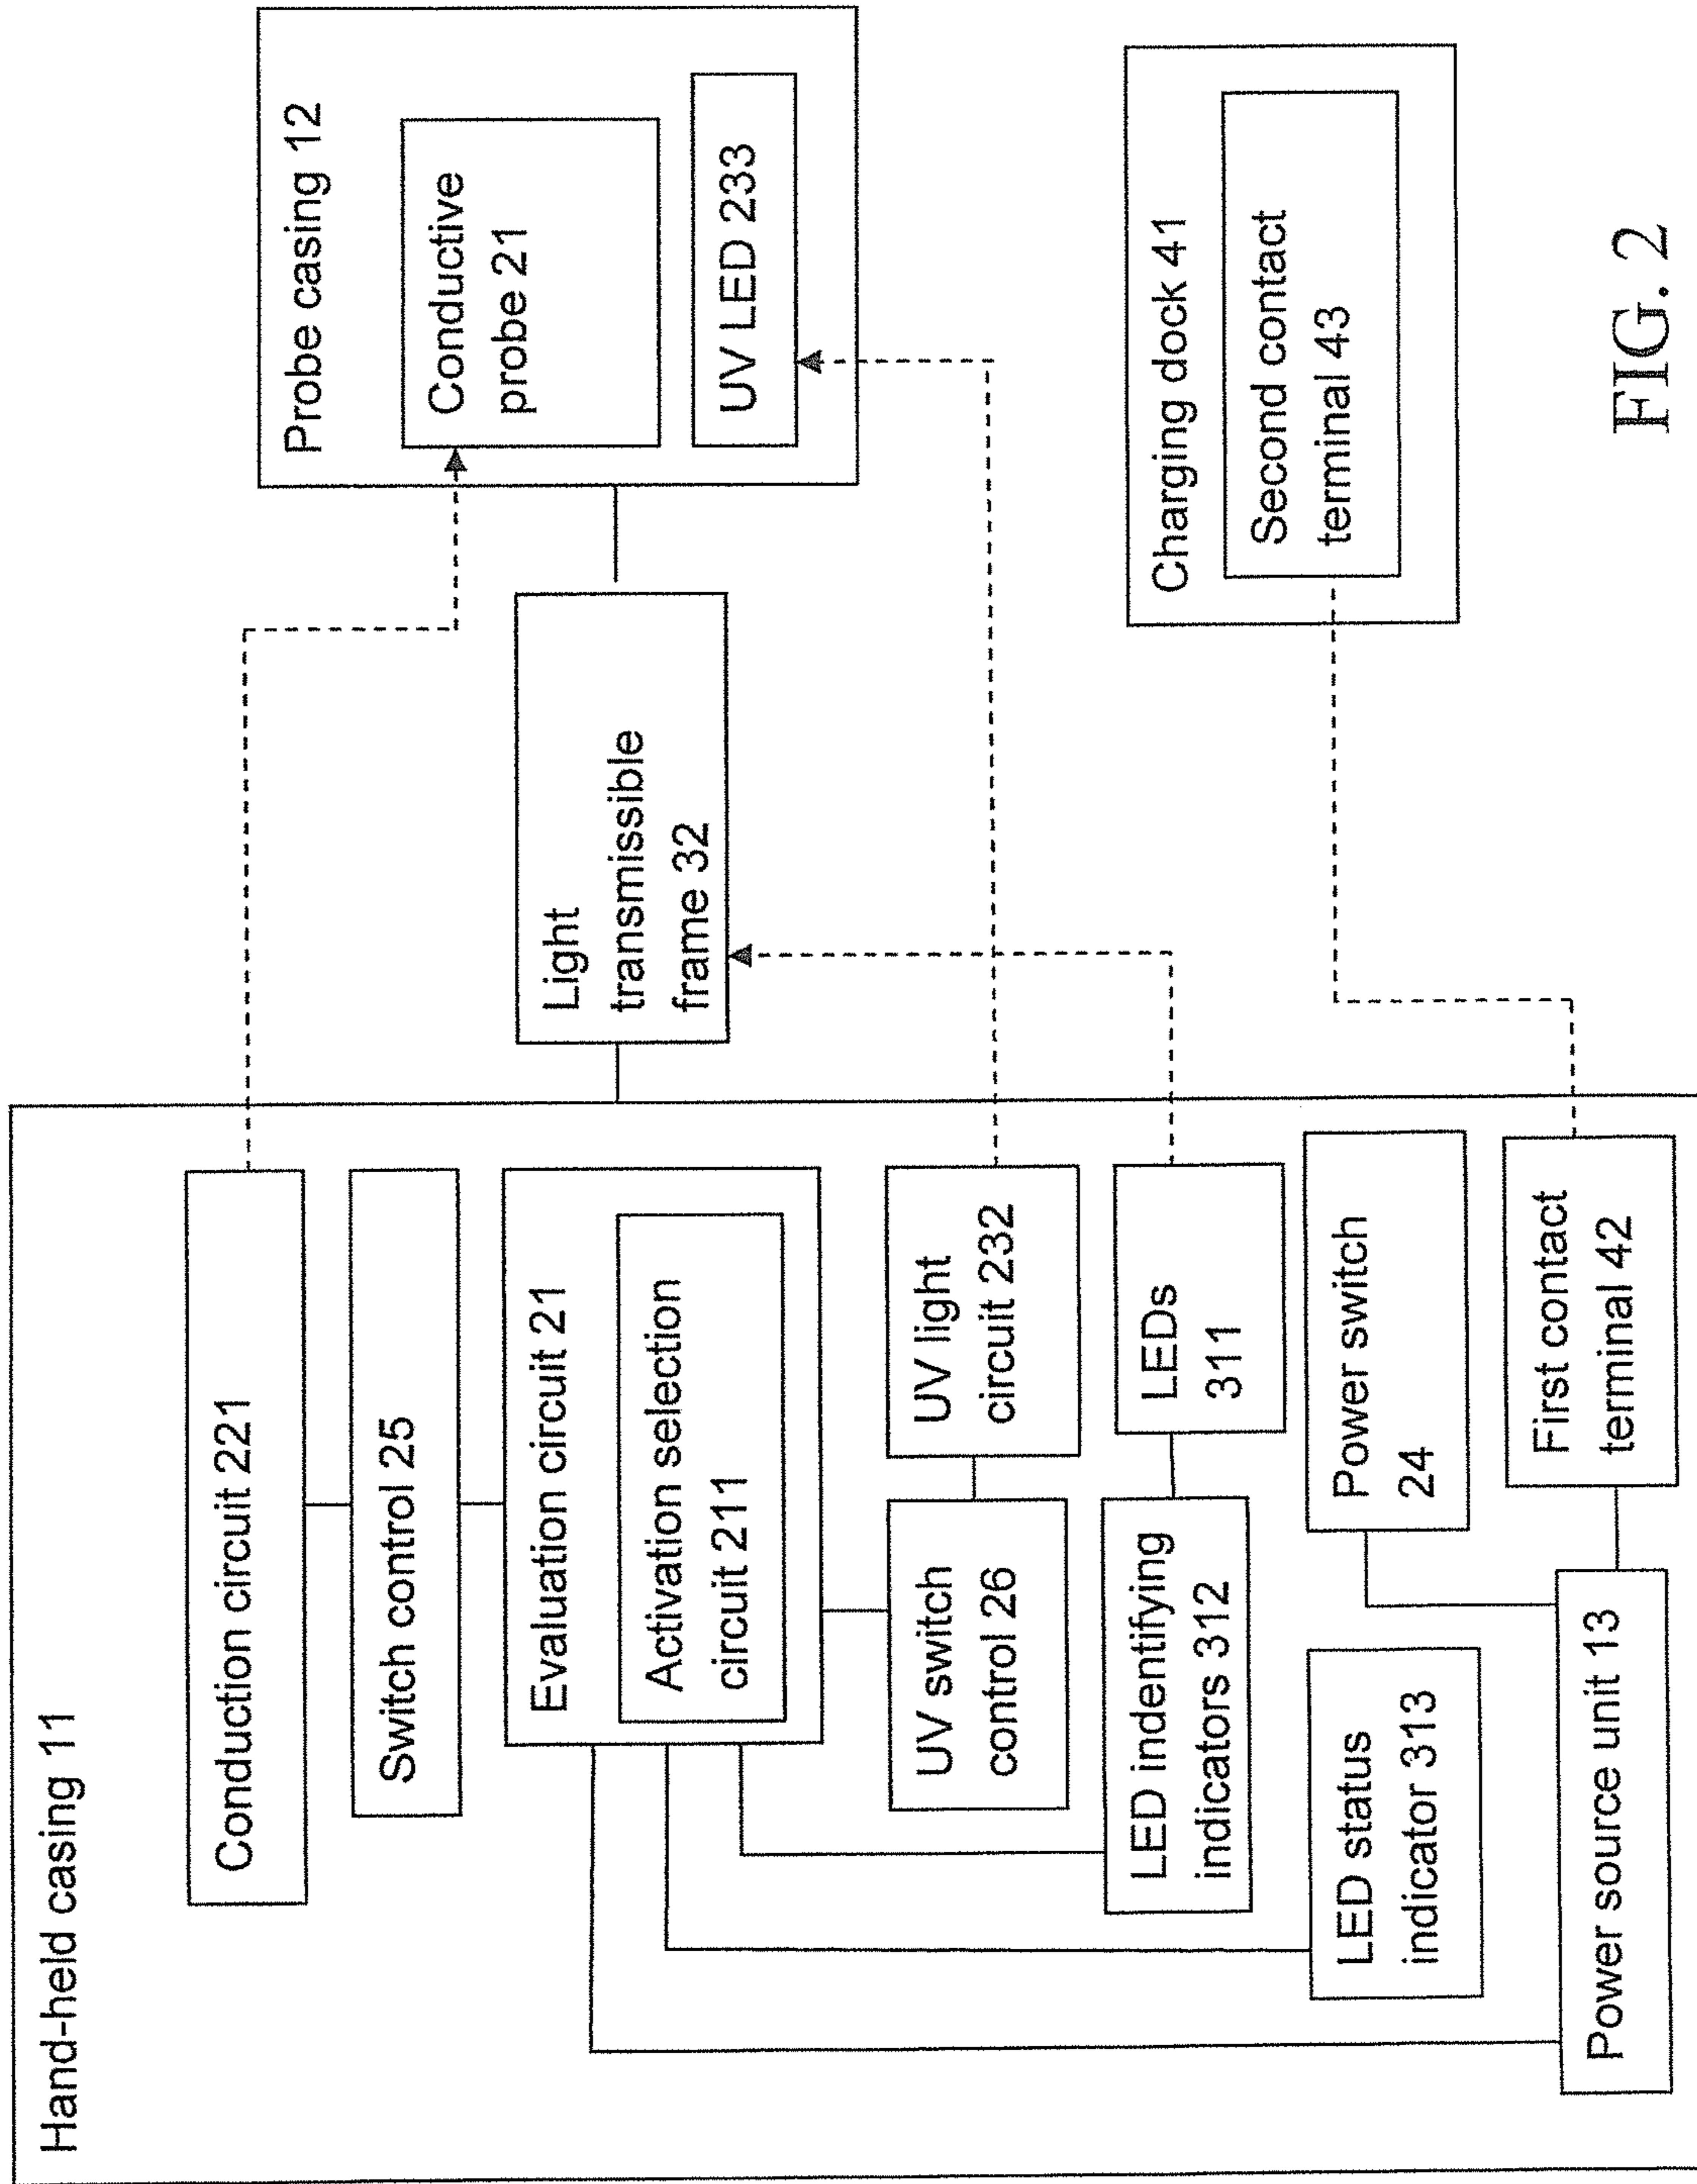 Hand-held casing 11
Conduction circuit 221
Switch control 25
Evaluation circuit 21
Activation selection
circuit 211
UV switch
control 26
UV light
circuit 232
LED indentifying
indicators 312
LEDs
311
LED status
indicator 313
Power switch
24
Power source unit 13
First contact
terminal 42
Light
transmissible
frame 32
Probe casing 12
Conductive
probe 21
UV LED 233
Charging dock 41
Second contact
terminal 43
FIG. 2